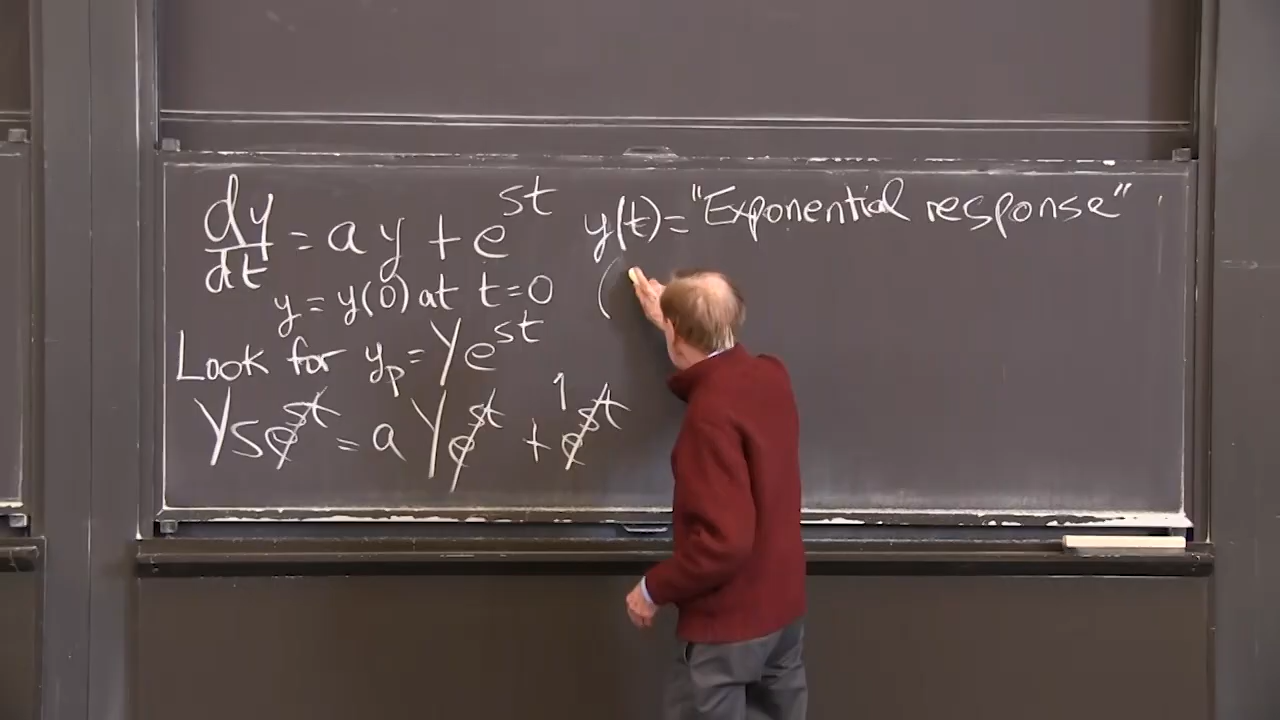 dy/dt = ay + e^{st}
y = y(0) at t=0
Look for y_p = Ye^{st}
Yse^{st} = aYe^{st} + e^{st} 1
y(t) = "Exponential response"
(